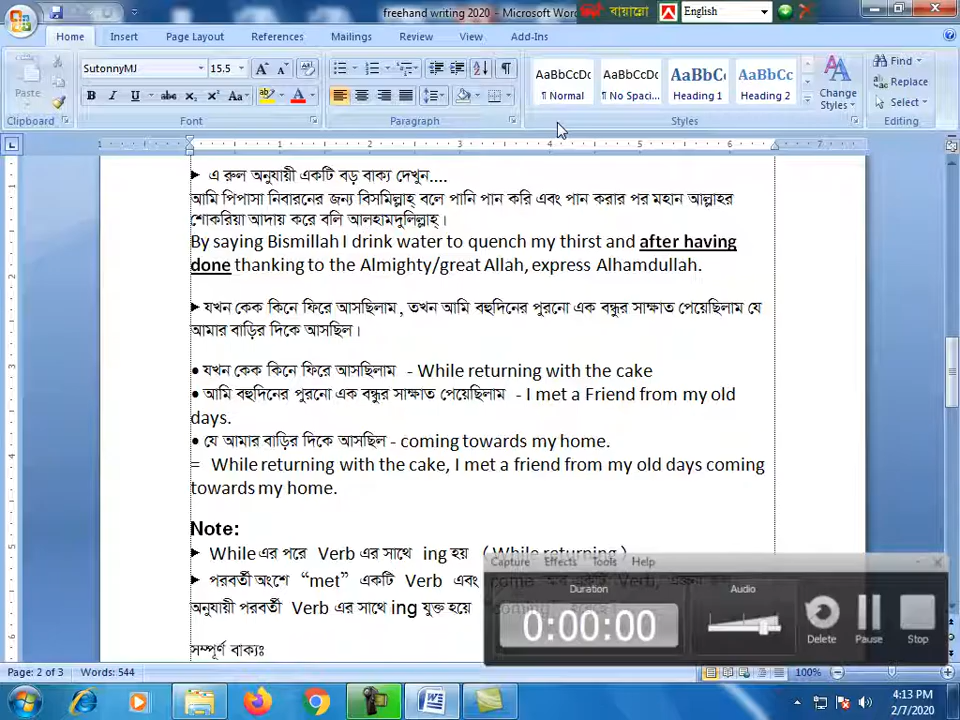 freehand writing 2020 - Microsoft Wor
বায়ান্নো
English
Home Insert Page Layout References Mailings Review View Add-Ins
SutonnyMJ 15.5
Paste
AaBbCcDc AaBbCcDc AaBbC AaBbCc
¶ Normal ¶ No Spaci... Heading 1 Heading 2
Change Styles
Find
Replace
Select
Clipboard Font Paragraph Styles Editing
➤ এ রুল অনুযায়ী একটি বড় বাক্য দেখুন....
আমি পিপাসা নিবারনের জন্য বিসমিল্লাহ্ বলে পানি পান করি এবং পান করার পর মহান আল্লাহর
শোকরিয়া আদায় করে বলি আলহামদুলিল্লাহ্।
By saying Bismillah I drink water to quench my thirst and after having
done thanking to the Almighty/great Allah, express Alhamdullah.
➤ যখন কেক কিনে ফিরে আসছিলাম, তখন আমি বহুদিনের পুরনো এক বন্ধুর সাক্ষাত পেয়েছিলাম যে
আমার বাড়ির দিকে আসছিল।
• যখন কেক কিনে ফিরে আসছিলাম - While returning with the cake
• আমি বহুদিনের পুরনো এক বন্ধুর সাক্ষাত পেয়েছিলাম - I met a Friend from my old
days.
• যে আমার বাড়ির দিকে আসছিল - coming towards my home.
= While returning with the cake, I met a friend from my old days coming
towards my home.
Note:
➤ While এর পরে Verb এর সাথে ing হয় ( While returning )
➤ পরবর্তী অংশে “met” একটি Verb এবং
অনুযায়ী পরবর্তী Verb এর সাথে ing যুক্ত হয়ে
সম্পূর্ণ বাক্যঃ
Capture Effects Tools Help
Duration
0:00:00
Audio
Delete Pause Stop
Page: 2 of 3 Words: 544
100%
4:13 PM
2/7/2020